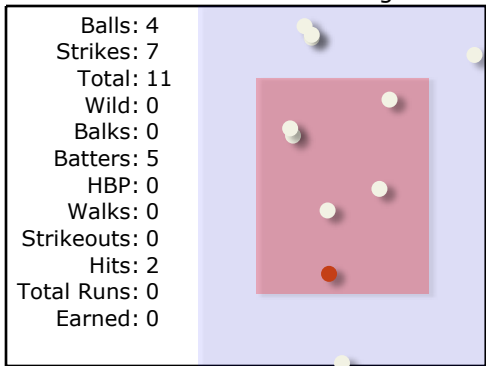 Balls: 4
Strikes: 7
Total: 11
Wild: 0
Balks: 0
Batters: 5
HBP: 0
Walks: 0
Strikeouts: 0
Hits: 2
Total Runs: 0
Earned: 0